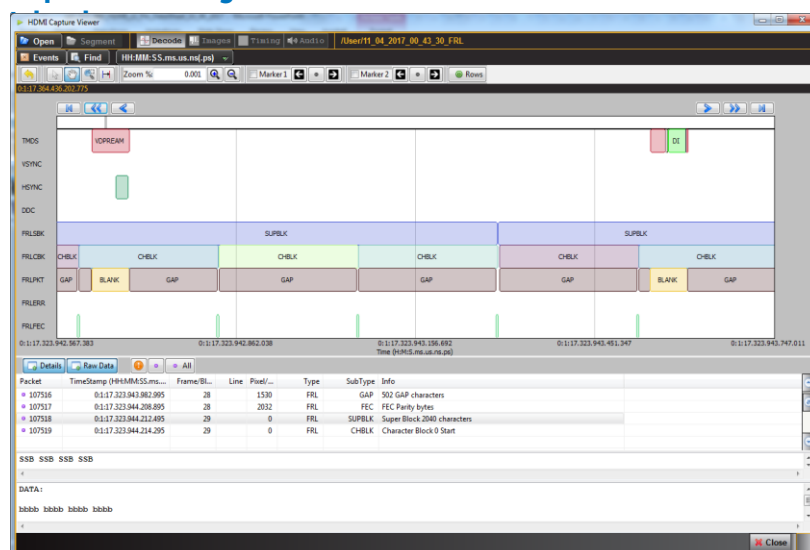 HDMI Capture Viewer
Open Segment Decode Images Timing Audio /User/11_04_2017_00_43_30_FRL
Events Find HH:MM:SS.ms.us.ns(.ps)
Zoom %: 0.001 Marker 1 Marker 2 Rows
0:1:17.364.436.202.775
TMDS VDPREAM DI
VSYNC
HSYNC
DDC
FRLSBK SUPBLK SUPBLK
FRLCBK CHBLK CHBLK CHBLK CHBLK CHBLK CHBLK
FRLPKT GAP BLANK GAP GAP GAP GAP BLANK GAP
FRLERR
FRLFEC
0:1:17.323.942.567.383 0:1:17.323.942.862.038 0:1:17.323.943.156.692 0:1:17.323.943.451.347 0:1:17.323.943.747.011
Time (H:M:S.ms.us.ns.ps)
Details Raw Data All
Packet TimeStamp (HH:MM:SS.ms.... Frame/Bl... Line Pixel/... Type SubType Info
107516 0:1:17.323.943.982.995 28 1530 FRL GAP 502 GAP characters
107517 0:1:17.323.944.208.895 28 2032 FRL FEC FEC Parity bytes
107518 0:1:17.323.944.212.495 29 0 FRL SUPBLK Super Block 2040 characters
107519 0:1:17.323.944.214.295 29 0 FRL CHBLK Character Block 0 Start
SSB SSB SSB SSB
DATA:
bbbb bbbb bbbb bbbb
Close